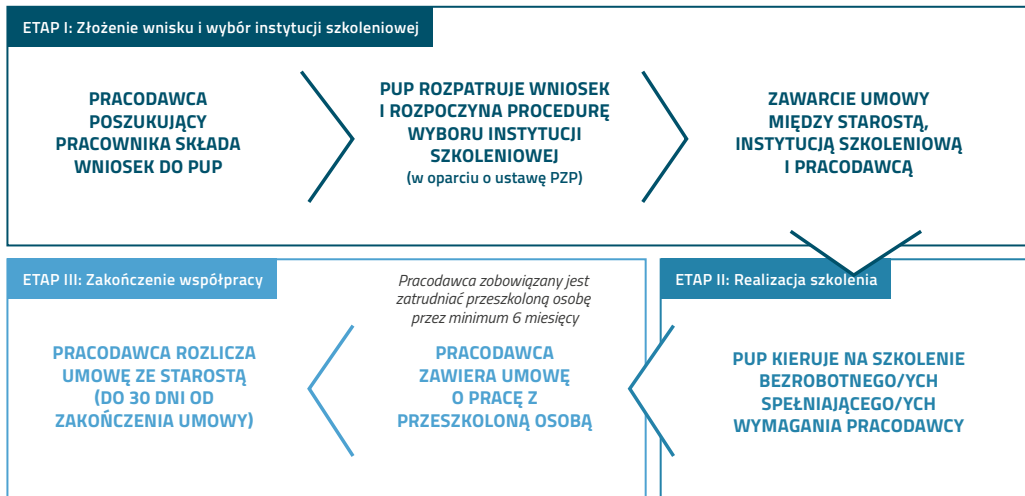 ETAP I: Złożenie wnisku i wybór instytucji szkoleniowej
PRACODAWCA
POSZUKUJĄCY
PRACOWNIKA SKŁADA
WNIOSEK DO PUP
PUP ROZPATRUJE WNIOSEK
I ROZPOCZYNA PROCEDURĘ
WYBORU INSTYTUCJI
SZKOLENIOWEJ
(w oparciu o ustawę PZP)
ZAWARCIE UMOWY
MIĘDZY STAROSTĄ,
INSTYTUCJĄ SZKOLENIOWĄ
I PRACODAWCĄ
ETAP II: Realizacja szkolenia
PUP KIERUJE NA SZKOLENIE
BEZROBOTNEGO/YCH
SPEŁNIAJĄCEGO/YCH
WYMAGANIA PRACODAWCY
ETAP III: Zakończenie współpracy
Pracodawca zobowiązany jest
zatrudniać przeszkoloną osobę
przez minimum 6 miesięcy
PRACODAWCA
ZAWIERA UMOWĘ
O PRACĘ Z
PRZESZKOLONĄ OSOBĄ
PRACODAWCA ROZLICZA
UMOWĘ ZE STAROSTĄ
(DO 30 DNI OD
ZAKOŃCZENIA UMOWY)